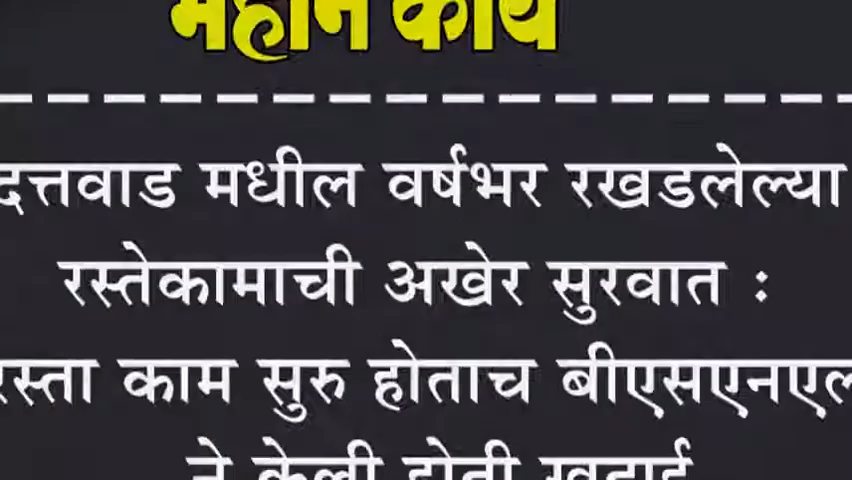 महान कार्य
दत्तवाड मधील वर्षभर रखडलेल्या
रस्तेकामाची अखेर सुरवात :
रस्ता काम सुरु होताच बीएसएनएल
ने केली होती खुदाई